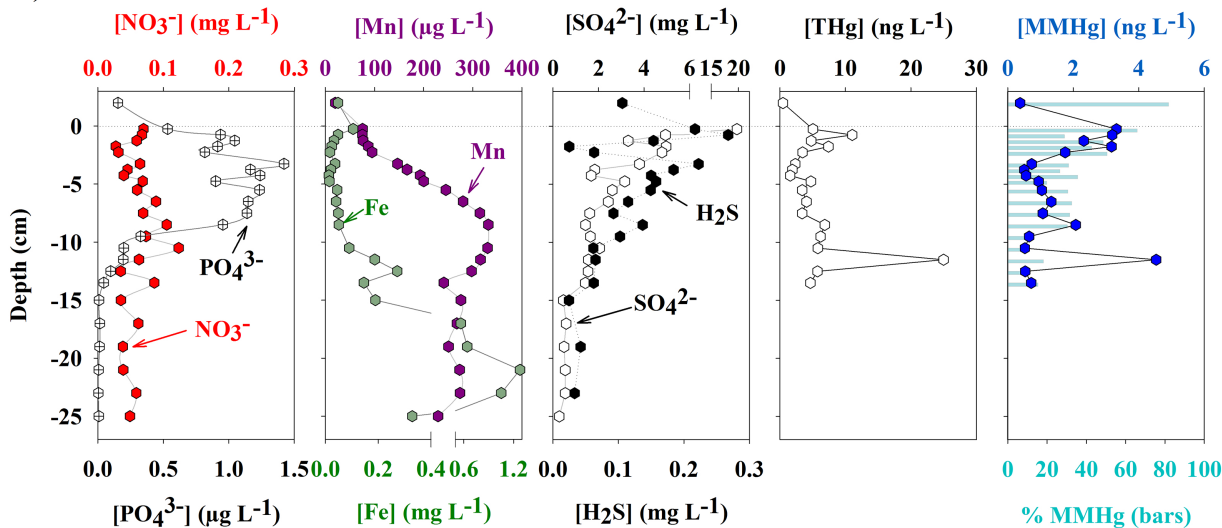 [NO₃⁻] (mg L⁻¹) [Mn] (µg L⁻¹) [SO₄²⁻] (mg L⁻¹) [THg] (ng L⁻¹) [MMHg] (ng L⁻¹)
0.0 0.1 0.2 0.3 0 100 200 300 400 2 4 6 15 20 0 10 20 30 0 2 4 6
0
-5
-10
-15
-20
-25
Depth (cm)
PO₄³⁻
NO₃⁻
Mn
Fe
H₂S
SO₄²⁻
0.0 0.5 1.0 1.5 0.0 0.2 0.4 0.6 1.2 0.0 0.1 0.2 0.3 0 20 40 60 80 100
[PO₄³⁻] (µg L⁻¹) [Fe] (mg L⁻¹) [H₂S] (mg L⁻¹) % MMHg (bars)